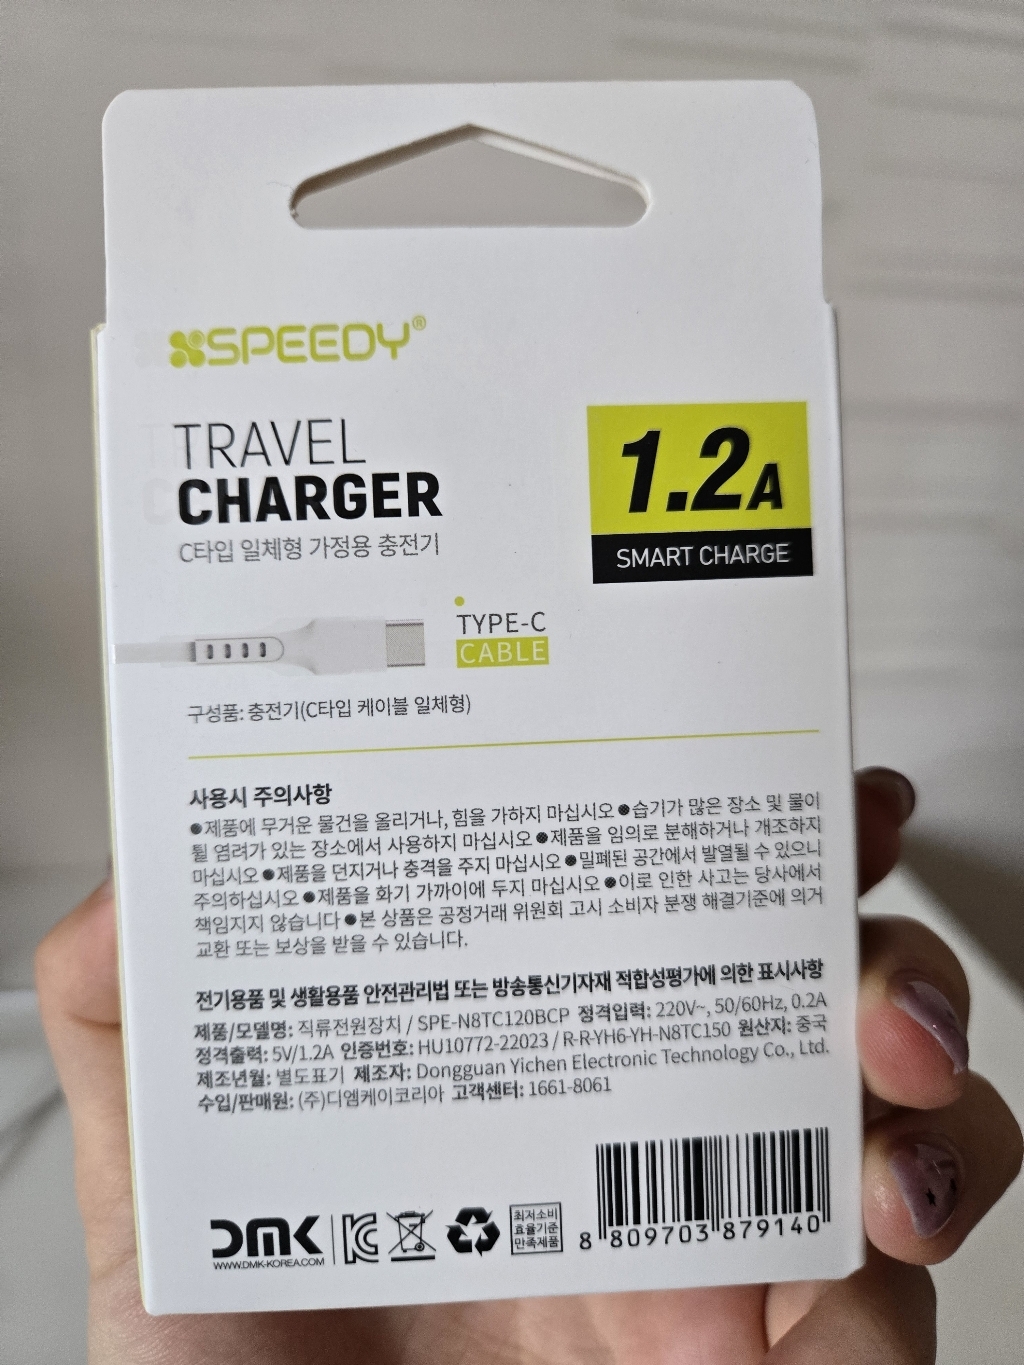 SPEEDY®
TRAVEL
CHARGER
C타입 일체형 가정용 충전기
1.2A
SMART CHARGE
TYPE-C
CABLE
구성품: 충전기(C타입 케이블 일체형)
사용시 주의사항
●제품에 무거운 물건을 올리거나, 힘을 가하지 마십시오 ●습기가 많은 장소 및 물이
튈 염려가 있는 장소에서 사용하지 마십시오 ●제품을 임의로 분해하거나 개조하지
마십시오 ●제품을 던지거나 충격을 주지 마십시오 ●밀폐된 공간에서 발열될 수 있으니
주의하십시오 ●제품을 화기 가까이에 두지 마십시오 ●이로 인한 사고는 당사에서
책임지지 않습니다 ●본 상품은 공정거래 위원회 고시 소비자 분쟁 해결기준에 의거
교환 또는 보상을 받을 수 있습니다.
전기용품 및 생활용품 안전관리법 또는 방송통신기자재 적합성평가에 의한 표시사항
제품/모델명: 직류전원장치 / SPE-N8TC120BCP 정격입력: 220V~, 50/60Hz, 0.2A
정격출력: 5V/1.2A 인증번호: HU10772-22023 / R-R-YH6-YH-N8TC150 원산지: 중국
제조년월: 별도표기 제조자: Dongguan Yichen Electronic Technology Co., Ltd.
수입/판매원: (주)디엠케이코리아 고객센터: 1661-8061
DMK
WWW.DMK-KOREA.COM
최저소비
효율기준
만족제품
8 809703 879140